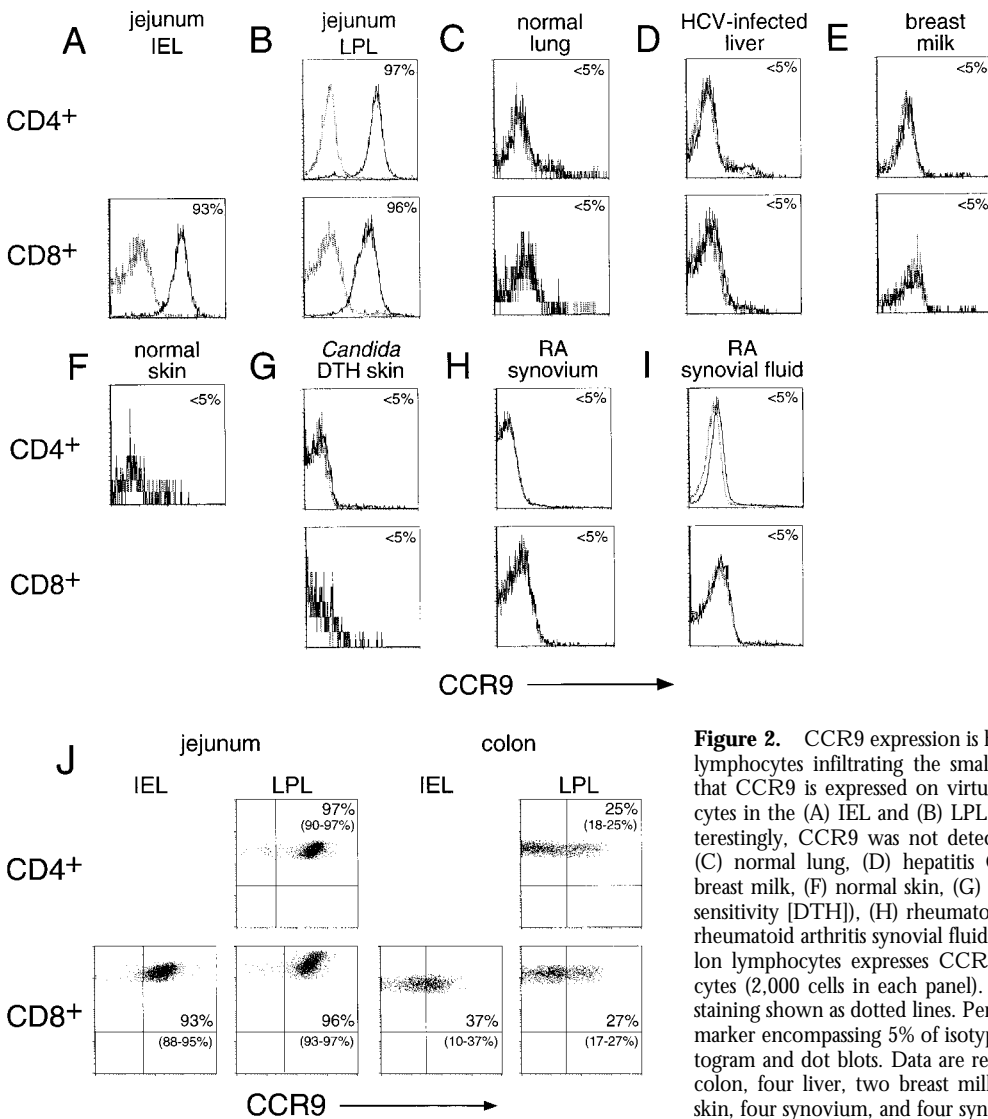 A
jejunum
IEL
B
jejunum
LPL
C
normal
lung
D
HCV-infected
liver
E
breast
milk
CD4+
97%
<5%
<5%
<5%
CD8+
93%
96%
<5%
<5%
<5%
F
normal
skin
G
Candida
DTH skin
H
RA
synovium
I
RA
synovial fluid
CD4+
<5%
<5%
<5%
<5%
CD8+
<5%
<5%
<5%
CCR9
J
jejunum
colon
IEL
LPL
IEL
LPL
CD4+
97%
(90-97%)
25%
(18-25%)
CD8+
93%
(88-95%)
96%
(93-97%)
37%
(10-37%)
27%
(17-27%)
CCR9
Figure 2. CCR9 expression is
lymphocytes infiltrating the smal
that CCR9 is expressed on virtu
cytes in the (A) IEL and (B) LPL
terestingly, CCR9 was not detec
(C) normal lung, (D) hepatitis
breast milk, (F) normal skin, (G)
sensitivity [DTH]), (H) rheumato
rheumatoid arthritis synovial fluid
lon lymphocytes expresses CCR
cytes (2,000 cells in each panel).
staining shown as dotted lines. Per
marker encompassing 5% of isotyp
togram and dot blots. Data are re
colon, four liver, two breast mil
skin, four synovium, and four syn